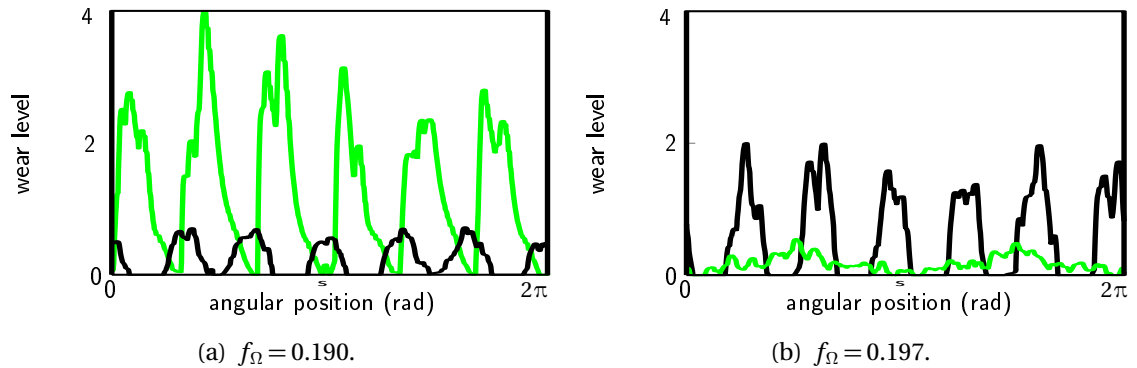 4
2
0
wear level
0
s
2π
angular position (rad)
(a) fΩ = 0.190.
4
2
0
wear level
0
s
2π
angular position (rad)
(b) fΩ = 0.197.